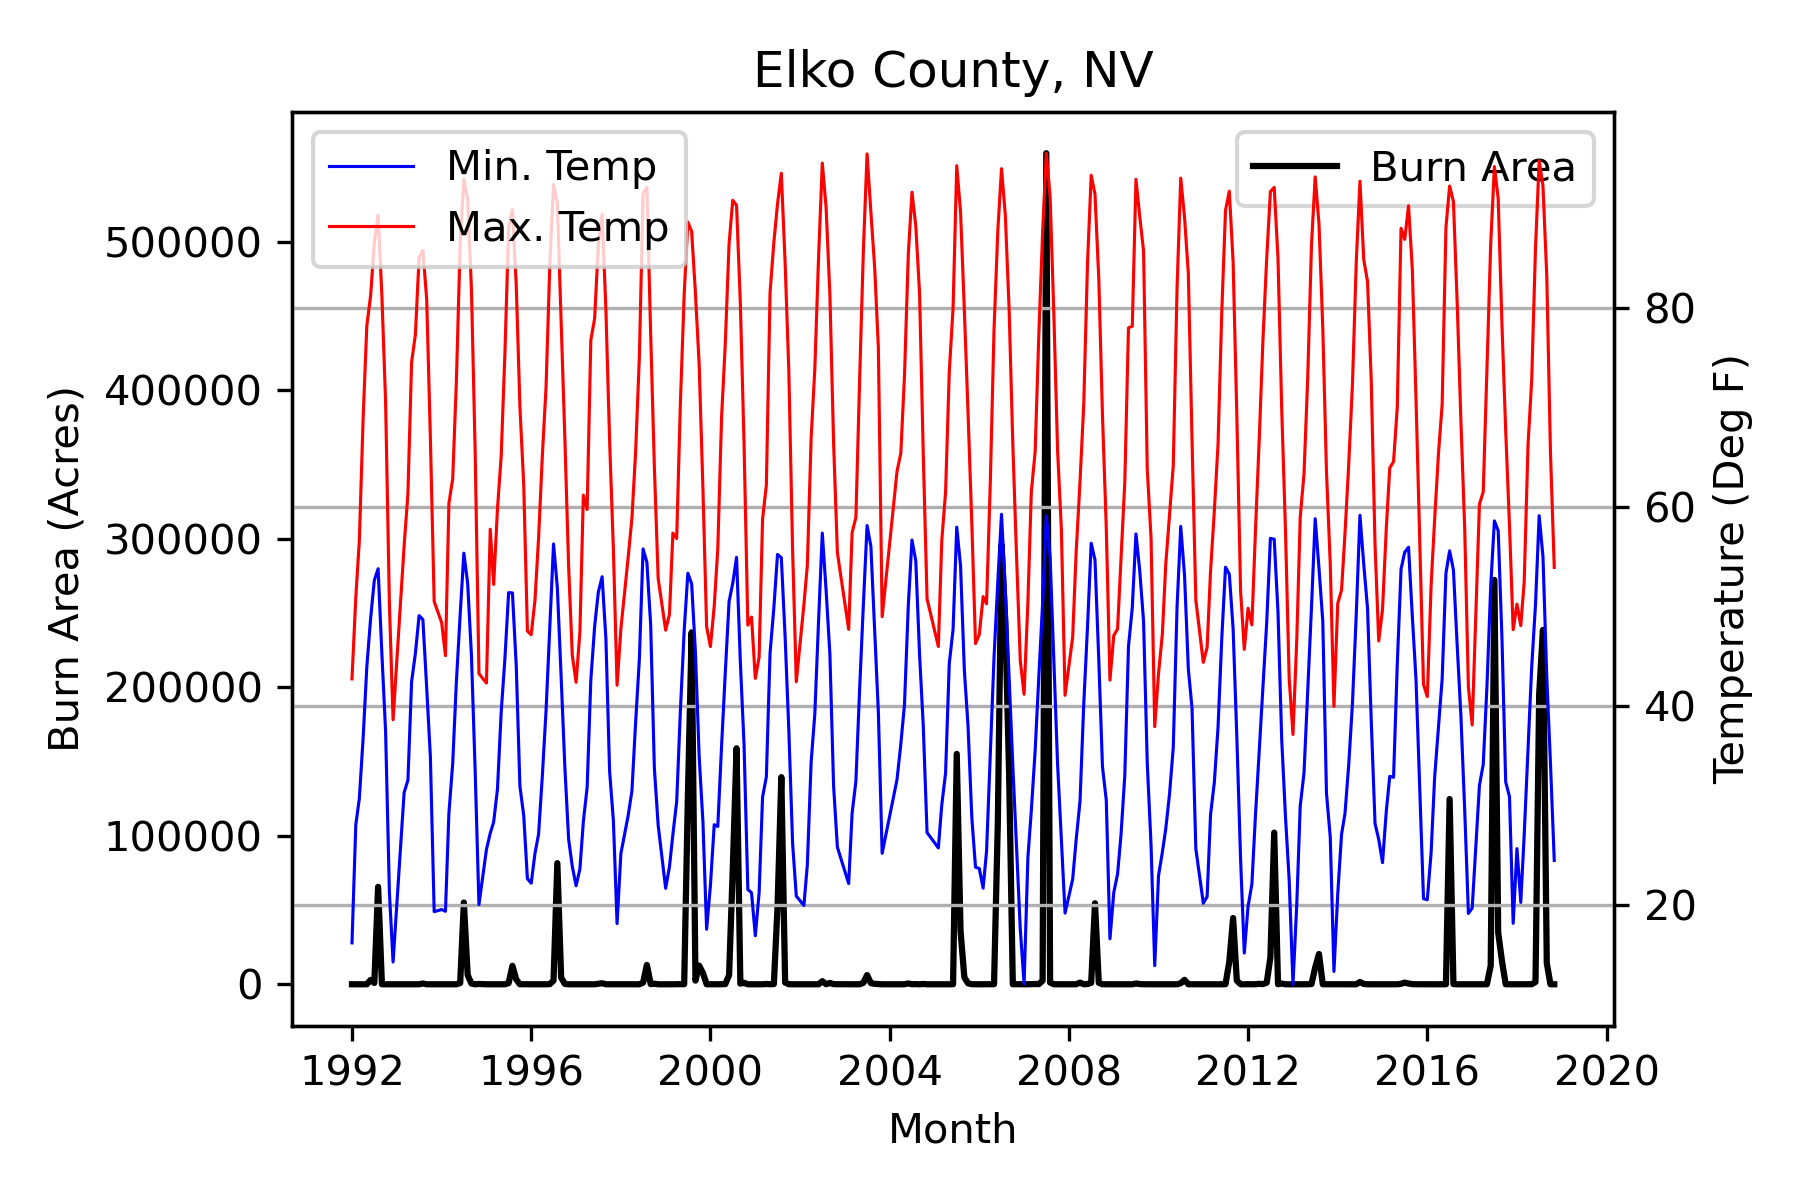 Elko County, NV
Min. Temp
Max. Temp
Burn Area
500000
400000
300000
200000
100000
0
Burn Area (Acres)
80
60
40
20
Temperature (Deg F)
1992 1996 2000 2004 2008 2012 2016 2020
Month